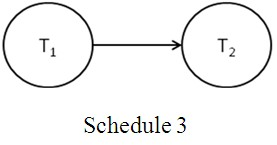 T₁ T₂
Schedule 3